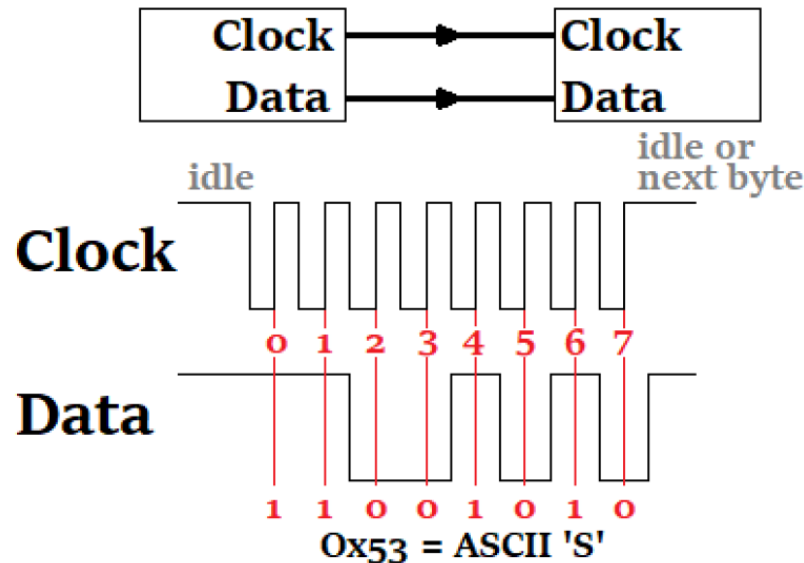 Clock Clock
Data Data
idle
idle or
next byte
Clock
0 1 2 3 4 5 6 7
Data
1 1 0 0 1 0 1 0
0x53 = ASCII 'S'